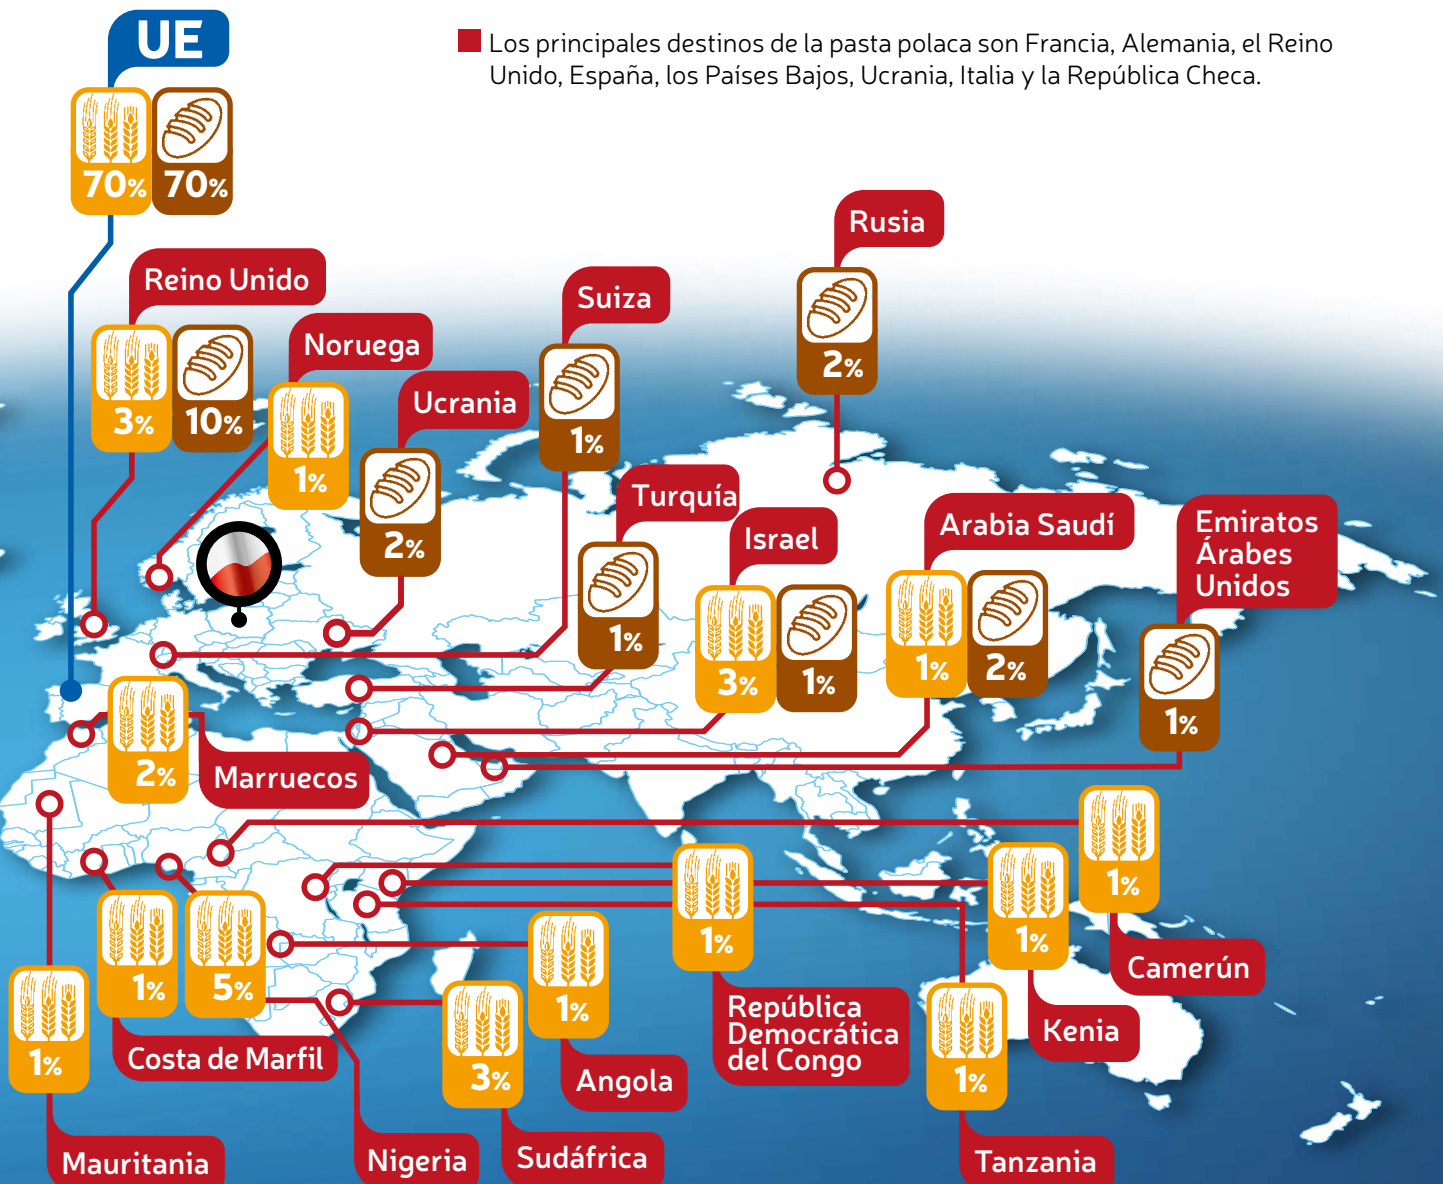 UE
Los principales destinos de la pasta polaca son Francia, Alemania, el Reino
Unido, España, los Países Bajos, Ucrania, Italia y la República Checa.
70% 70%
Rusia
2%
Reino Unido
3% 10%
Noruega
1%
Suiza
1%
Ucrania
2%
Turquía
1%
Israel
3% 1%
Arabia Saudí
1% 2%
Emiratos
Árabes
Unidos
1%
2%
Marruecos
1%
Camerún
1%
Kenia
1%
República
Democrática
del Congo
1%
Tanzania
1%
Angola
3%
Sudáfrica
5%
Nigeria
1%
Costa de Marfil
1%
Mauritania